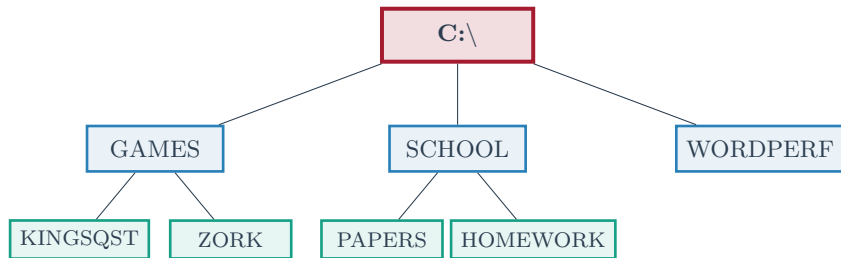 C:\
GAMES
SCHOOL
WORDPERF
KINGSQST
ZORK
PAPERS
HOMEWORK